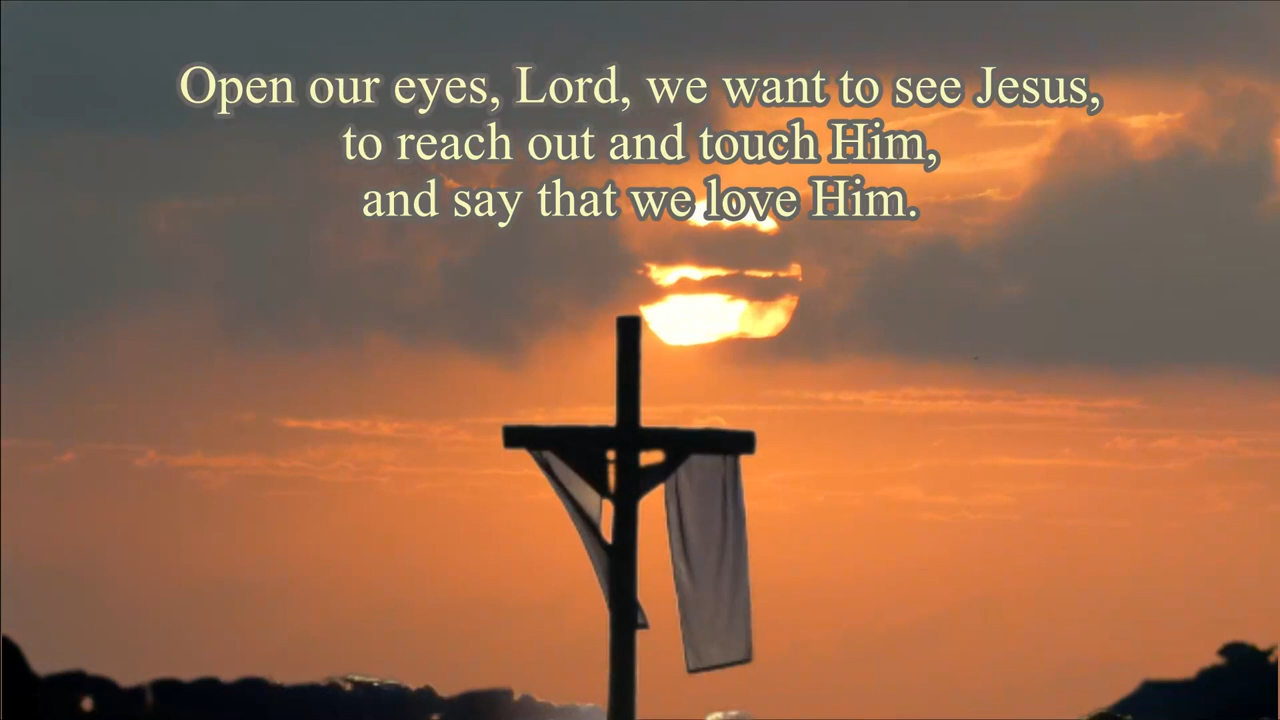 Open our eyes, Lord, we want to see Jesus,
to reach out and touch Him,
and say that we love Him.